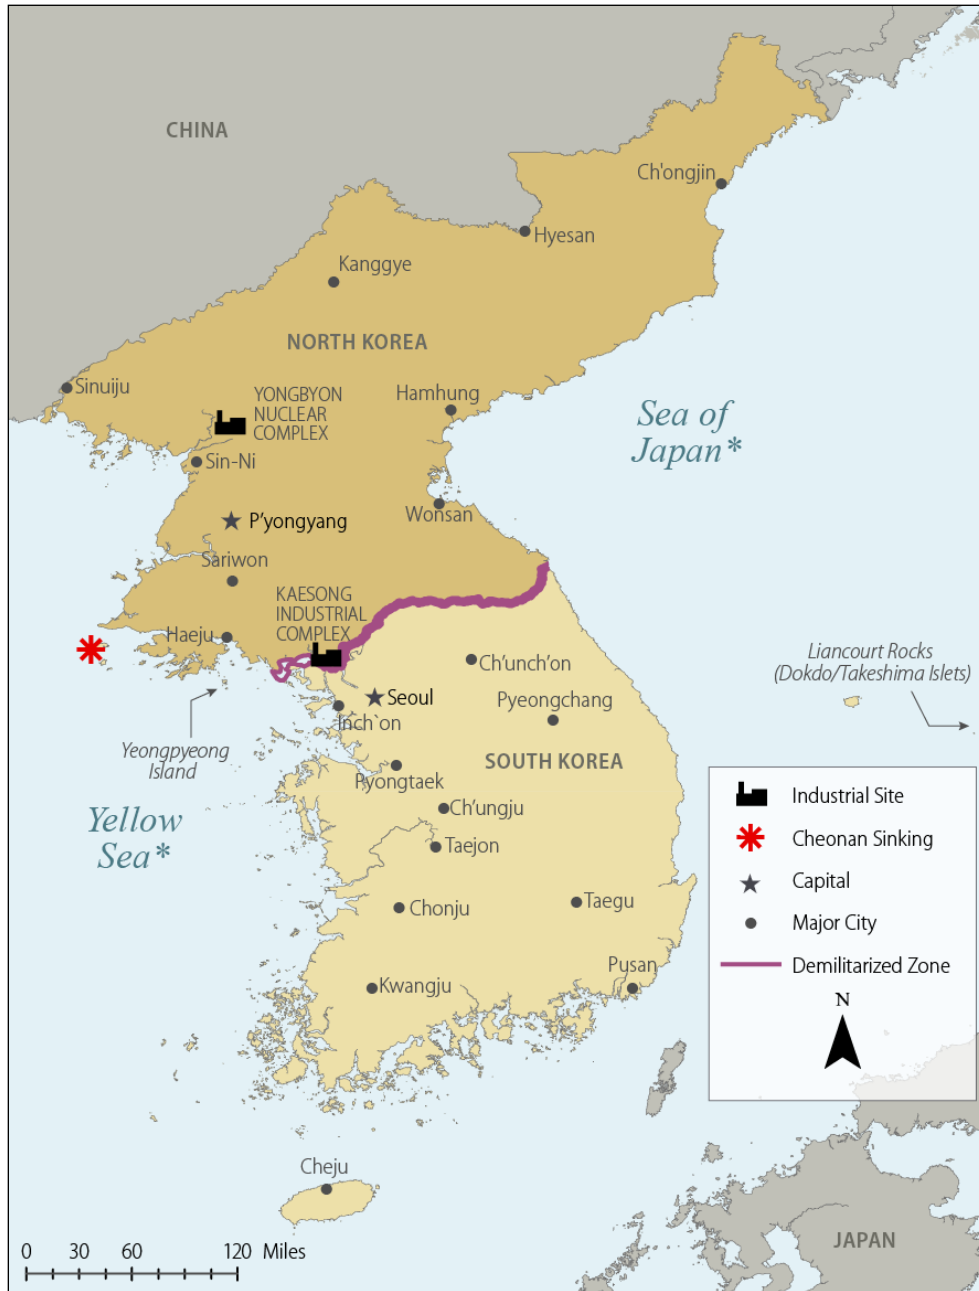 CHINA
Ch'ongjin
Hyesan
Kanggye
NORTH KOREA
Sinuiju
YONGBYON
NUCLEAR
COMPLEX
Hamhung
Sea of
Japan*
Sin-Ni
Wonsan
P'yongyang
Sariwon
KAESONG
INDUSTRIAL
COMPLEX
Haeju
Ch'unch'on
Liancourt Rocks
(Dokdo/Takeshima Islets)
Seoul
Pyeongchang
Inch`on
Yeongpyeong
Island
SOUTH KOREA
Pyongtaek
Yellow
Sea*
Ch'ungju
Taejon
Chonju
Taegu
Pusan
Kwangju
Industrial Site
Cheonan Sinking
Capital
Major City
Demilitarized Zone
N
Cheju
JAPAN
0 30 60 120 Miles